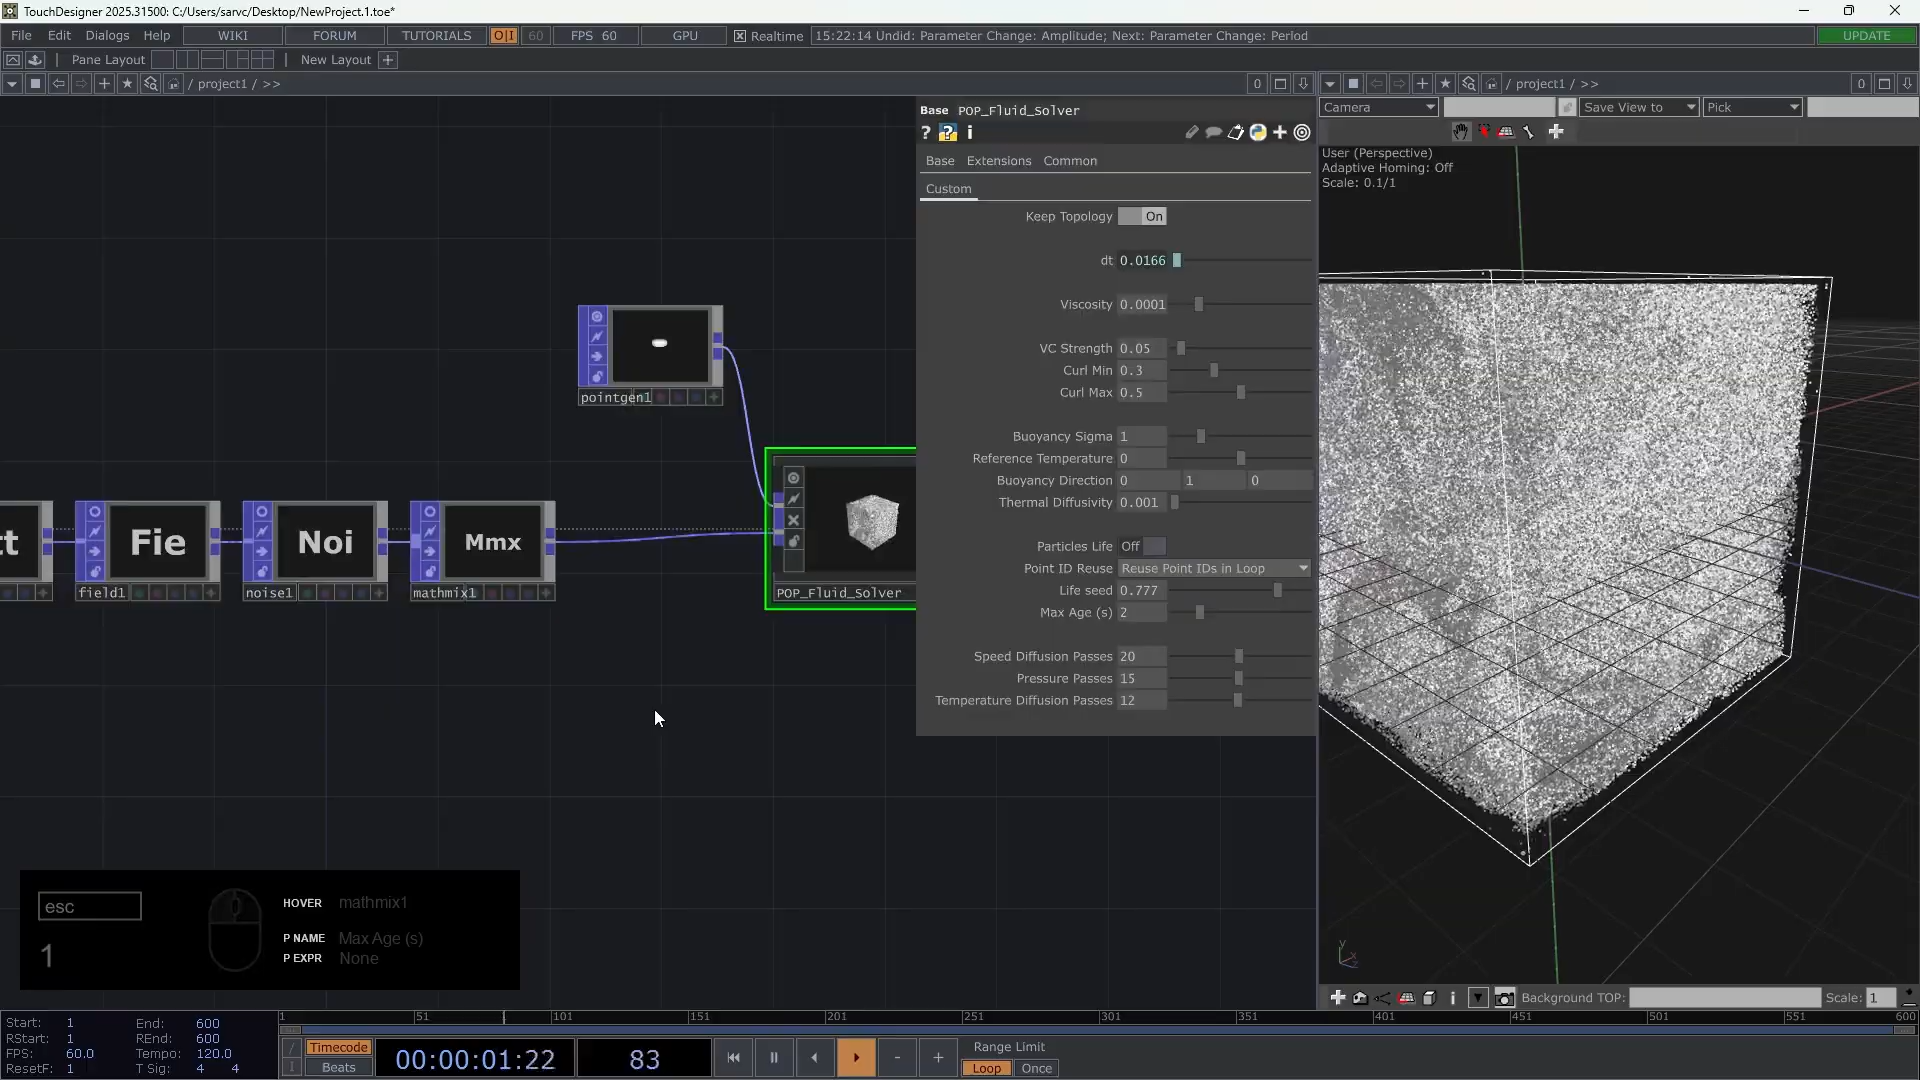 TouchDesigner 2025.31500: C:/Users/sarvc/Desktop/NewProject.1.toe*
File Edit Dialogs Help WIKI FORUM TUTORIALS O|I 60 FPS 60 GPU Realtime 15:22:14 Undid: Parameter Change: Amplitude; Next: Parameter Change: Period UPDATE
Pane Layout New Layout
/ project1 / >> 0
/ project1 / >> 0
Camera Save View to Pick
User (Perspective)
Adaptive Homing: Off
Scale: 0.1/1
Base POP_Fluid_Solver
? ? i
Base Extensions Common
Custom
Keep Topology On
dt 0.0166
Viscosity 0.0001
VC Strength 0.05
Curl Min 0.3
Curl Max 0.5
Buoyancy Sigma 1
Reference Temperature 0
Buoyancy Direction 0 1 0
Thermal Diffusivity 0.001
Particles Life Off
Point ID Reuse Reuse Point IDs in Loop
Life seed 0.777
Max Age (s) 2
Speed Diffusion Passes 20
Pressure Passes 15
Temperature Diffusion Passes 12
pointgen1
Fie Noi Mmx
field1 noise1 mathmix1 POP_Fluid_Solver
esc
1
HOVER mathmix1
P NAME Max Age (s)
P EXPR None
Background TOP: Scale: 1
1 51 101 151 201 251 301 351 401 451 501 551 600
Start: 1 End: 600
RStart: 1 REnd: 600
FPS: 60.0 Tempo: 120.0
ResetF: 1 T Sig: 4 4
Timecode
Beats
00:00:01:22 83
Range Limit
Loop Once